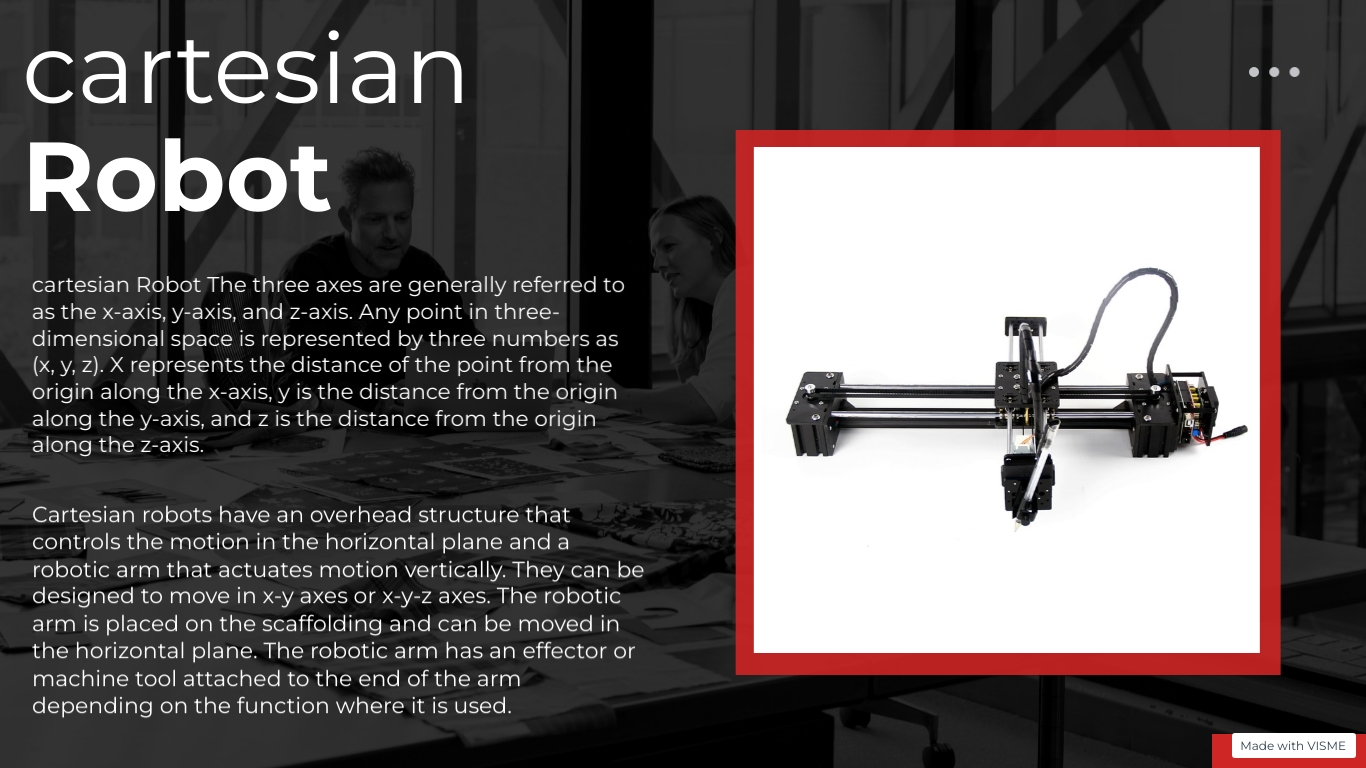 cartesian
Robot
cartesian Robot The three axes are generally referred to
as the x-axis, y-axis, and z-axis. Any point in three-
dimensional space is represented by three numbers as
(x, y, z). X represents the distance of the point from the
origin along the x-axis, y is the distance from the origin
along the y-axis, and z is the distance from the origin
along the z-axis.
Cartesian robots have an overhead structure that
controls the motion in the horizontal plane and a
robotic arm that actuates motion vertically. They can be
designed to move in x-y axes or x-y-z axes. The robotic
arm is placed on the scaffolding and can be moved in
the horizontal plane. The robotic arm has an effector or
machine tool attached to the end of the arm
depending on the function where it is used.
Made with VISME